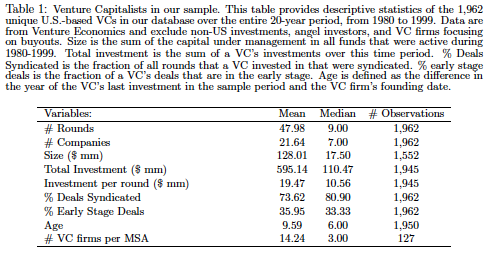 Table 1: Venture Capitalists in our sample. This table provides descriptive statistics of the 1,962
unique U.S.-based VCs in our database over the entire 20-year period, from 1980 to 1999. Data are
from Venture Economics and exclude non-US investments, angel investors, and VC firms focusing
on buyouts. Size is the sum of the capital under management in all funds that were active during
1980-1999. Total investment is the sum of a VC's investments over this time period. % Deals
Syndicated is the fraction of all rounds that a VC invested in that were syndicated. % early stage
deals is the fraction of a VC's deals that are in the early stage. Age is defined as the difference in
the year of the VC's last investment in the sample period and the VC firm's founding date.
Variables: Mean Median # Observations
# Rounds 47.98 9.00 1,962
# Companies 21.64 7.00 1,962
Size ($ mm) 128.01 17.50 1,552
Total Investment ($ mm) 595.14 110.47 1,945
Investment per round ($ mm) 19.47 10.56 1,945
% Deals Syndicated 73.62 80.90 1,962
% Early Stage Deals 35.95 33.33 1,962
Age 9.59 6.00 1,950
# VC firms per MSA 14.24 3.00 127